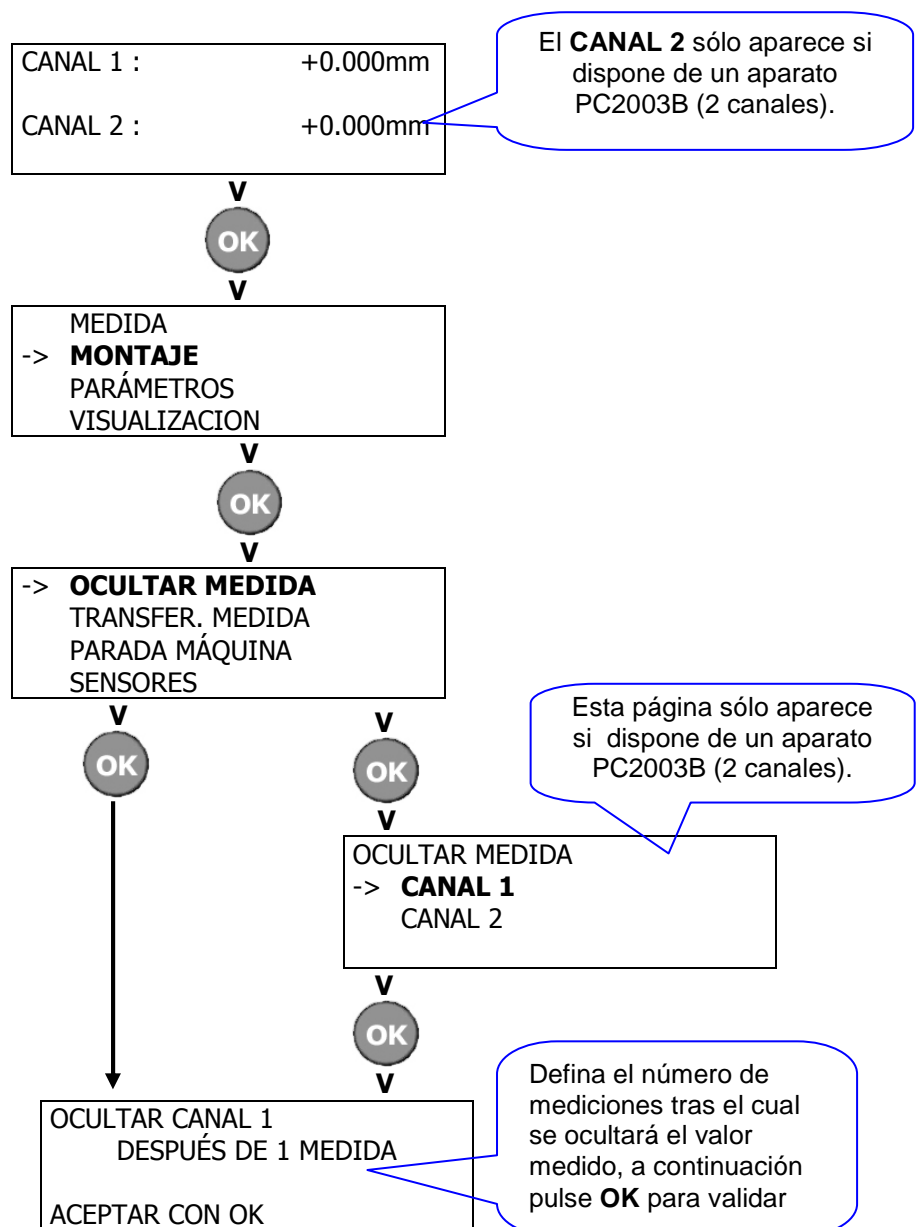 CANAL 1 : +0.000mm
CANAL 2 : +0.000mm
El CANAL 2 sólo aparece si
dispone de un aparato
PC2003B (2 canales).
V
OK
V
MEDIDA
-> MONTAJE
PARÁMETROS
VISUALIZACION
V
OK
V
-> OCULTAR MEDIDA
TRANSFER. MEDIDA
PARADA MÁQUINA
SENSORES
V
OK
V
OK
V
Esta página sólo aparece
si dispone de un aparato
PC2003B (2 canales).
OCULTAR MEDIDA
-> CANAL 1
CANAL 2
V
OK
V
OCULTAR CANAL 1
DESPUÉS DE 1 MEDIDA
ACEPTAR CON OK
Defina el número de
mediciones tras el cual
se ocultará el valor
medido, a continuación
pulse OK para validar